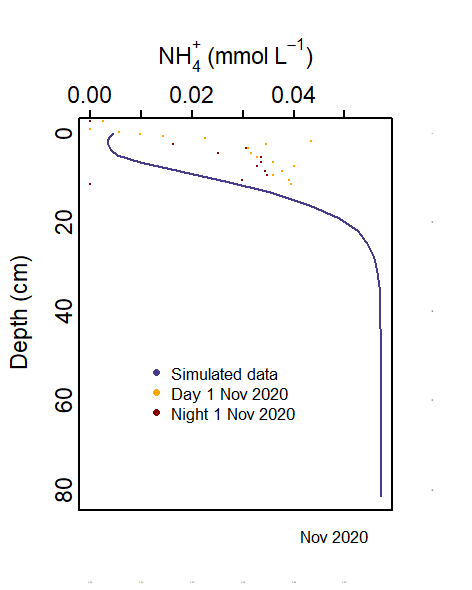 NH₄⁺ (mmol L⁻¹)
0.00 0.02 0.04
0
20
40
60
80
Depth (cm)
Simulated data
Day 1 Nov 2020
Night 1 Nov 2020
Nov 2020